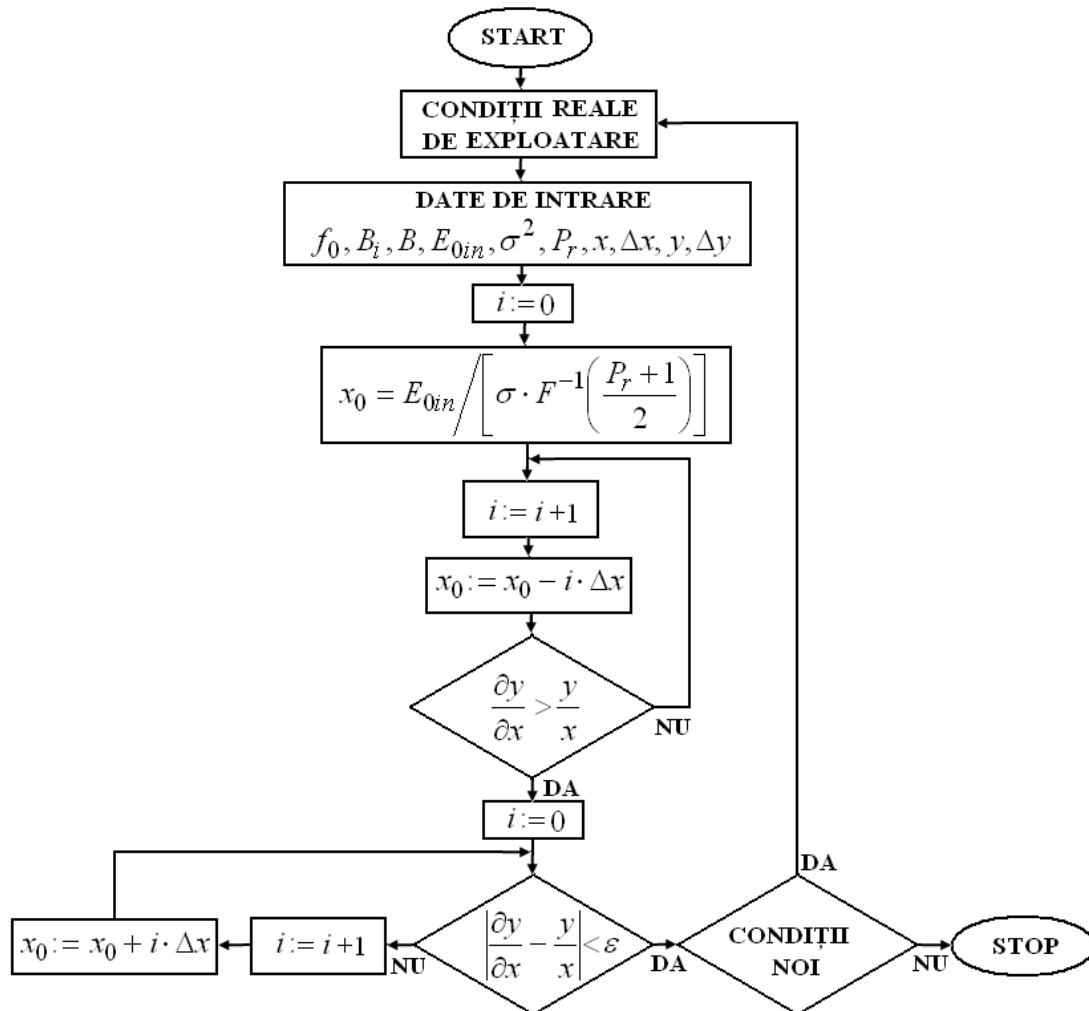 START
CONDIȚII REALE
DE EXPLOATARE
DATE DE INTRARE
f₀, Bᵢ, B, E₀ᵢₙ, σ², Pᵣ, x, Δx, y, Δy
i := 0
x₀ = E₀ᵢₙ / [σ · F⁻¹((Pᵣ + 1)/2)]
i := i + 1
x₀ := x₀ − i · Δx
∂y/∂x > y/x
NU
DA
i := 0
DA
x₀ := x₀ + i · Δx
i := i + 1
NU
|∂y/∂x − y/x| < ε
DA
CONDIȚII
NOI
NU
STOP